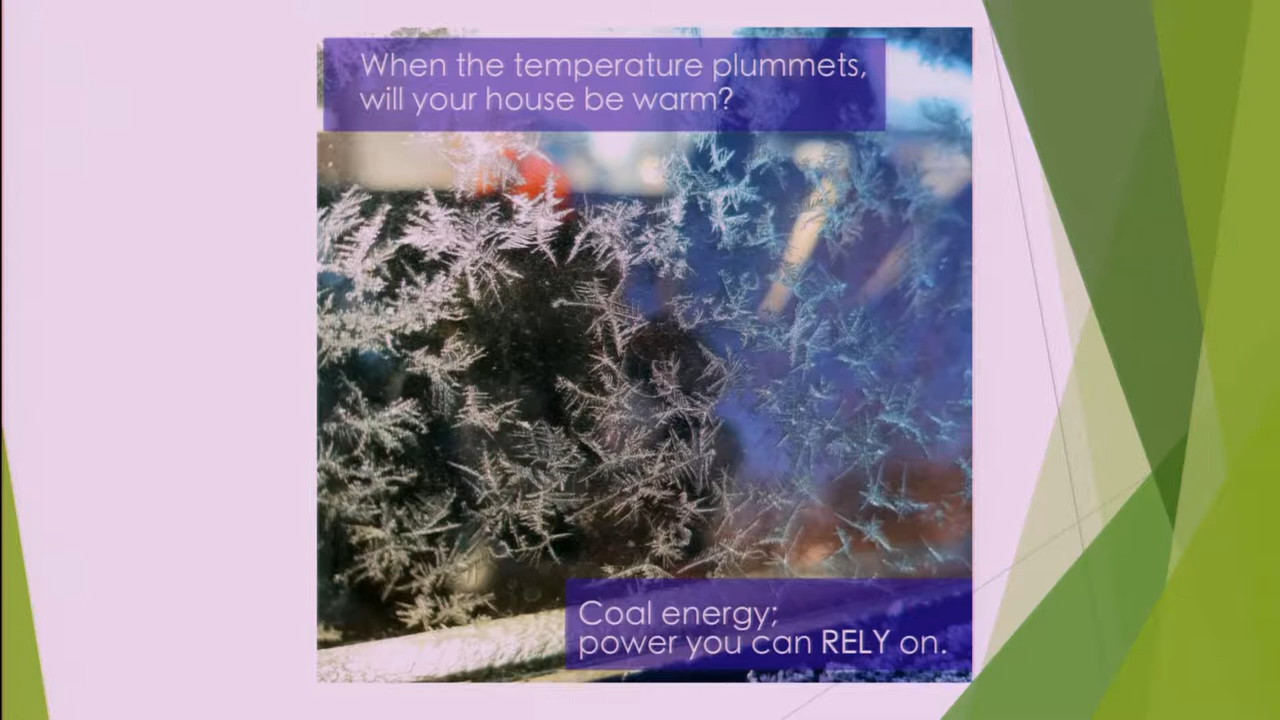 When the temperature plummets,
will your house be warm?
Coal energy;
power you can RELY on.